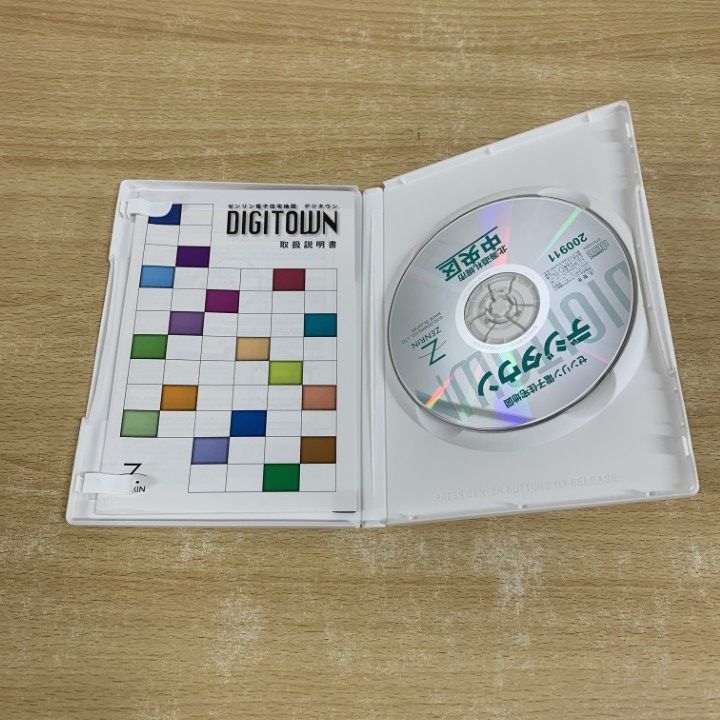 ゼンリン電子住宅地図 デジタウン
DIGITOWN
取扱説明書
Z
ゼンリン電子住宅地図
デジタウン
Z
ZENRIN
北海道札幌市
中央区
200911
DIGITOWN
PRESS CENTER BUTTONS TO RELEASE